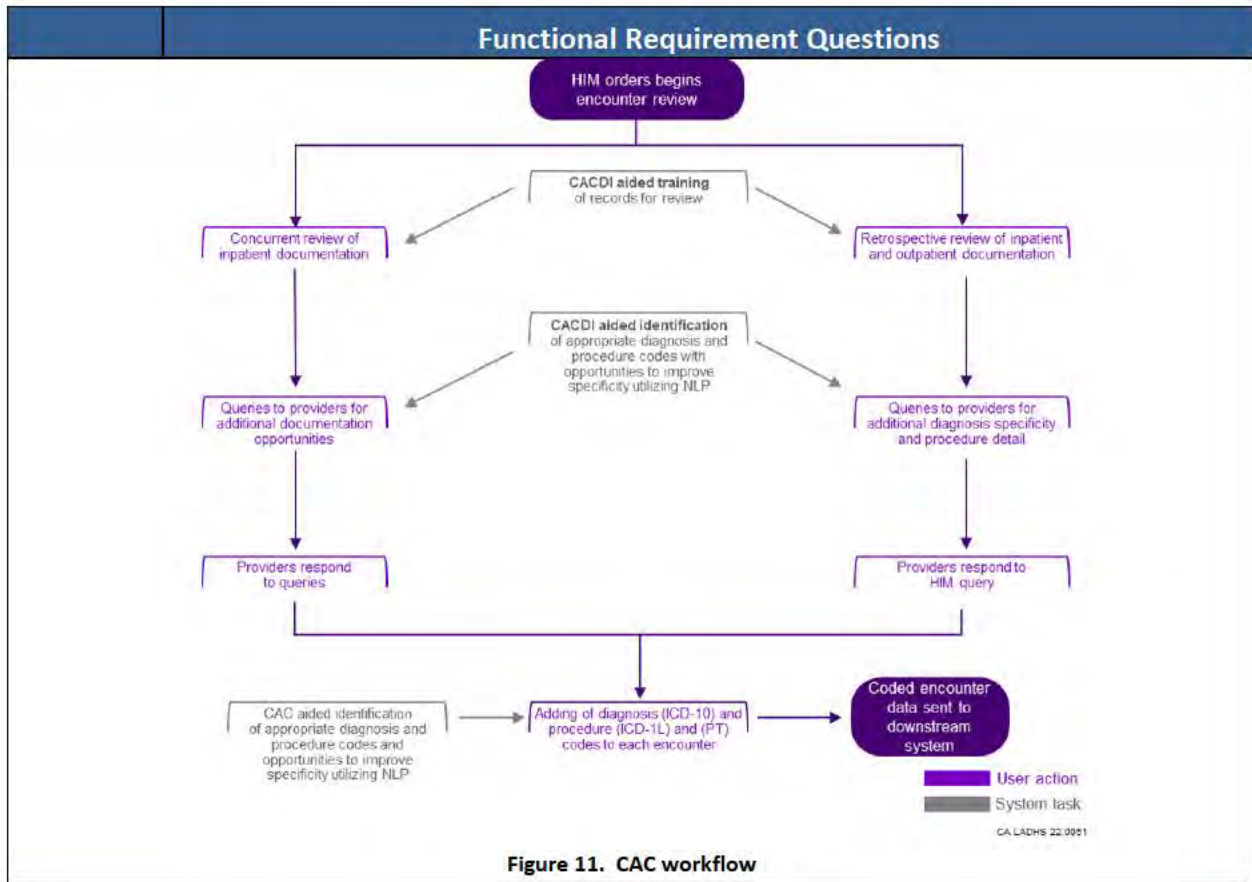 Functional Requirement Questions
HIM orders begins
encounter review
CACDI aided training
of records for review
Concurrent review of
inpatient documentation
Retrospective review of inpatient
and outpatient documentation
CACDI aided identification
of appropriate diagnosis and
procedure codes with
opportunities to improve
specificity utilizing NLP
Queries to providers for
additional documentation
opportunities
Queries to providers for
additional diagnosis specificity
and procedure detail
Providers respond
to queries
Providers respond to
HIM query
CAC aided identification
of appropriate diagnosis and
procedure codes and
opportunities to improve
specificity utilizing NLP
Adding of diagnosis (ICD-10) and
procedure (ICD-1L) and (PT)
codes to each encounter
Coded encounter
data sent to
downstream
system
User action
System task
CA LADHS 22.0051
Figure 11. CAC workflow